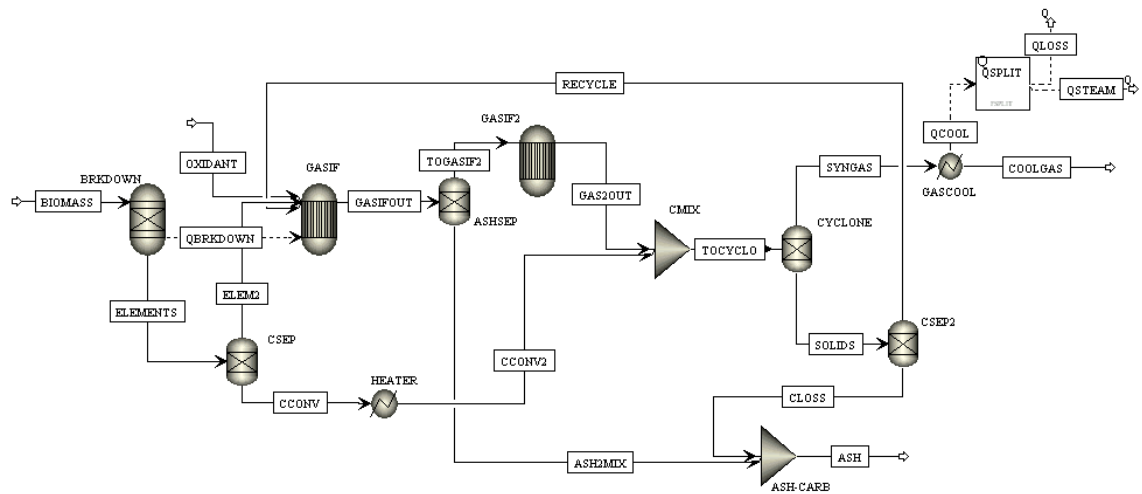 Q
QLOSS
QSPLIT
Q
QSTEAM
RECYCLE
GASIF2
QCOOL
OXIDANT
GASIF
TOGASIF2
SYNGAS
COOLGAS
GASCOOL
BRKDOWN
BIOMASS
GASIFOUT
GAS2OUT
CMIX
ASHSEP
CYCLONE
QBRKDOWN
TOCYCLO
ELEM2
ELEMENTS
CSEP
CSEP2
SOLIDS
CCONV2
HEATER
CCONV
CLOSS
ASH2MIX
ASH
ASH-CARB